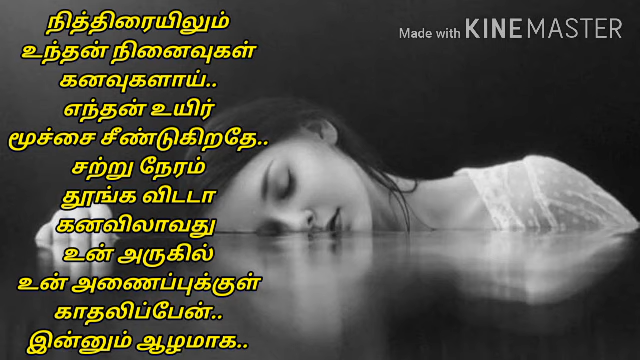 நித்திரையிலும்
உந்தன் நினைவுகள்
கனவுகளாய்..
எந்தன் உயிர்
மூச்சை சீண்டுகிறதே..
சற்று நேரம்
தூங்க விடடா
கனவிலாவது
உன் அருகில்
உன் அணைப்புக்குள்
காதலிப்பேன்..
இன்னும் ஆழமாக..
Made with KINEMASTER